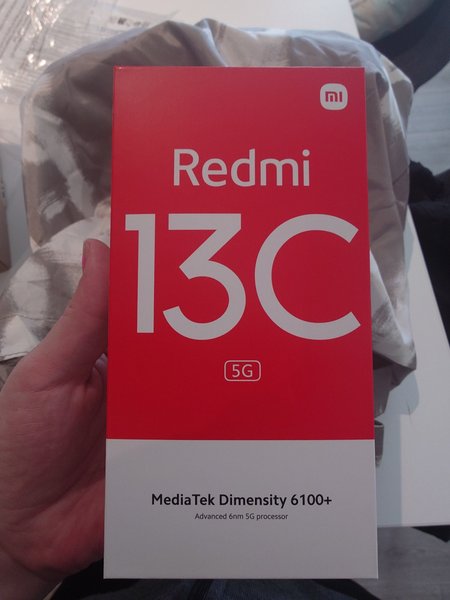 mi
Redmi
13C
5G
MediaTek Dimensity 6100+
Advanced 6nm 5G processor